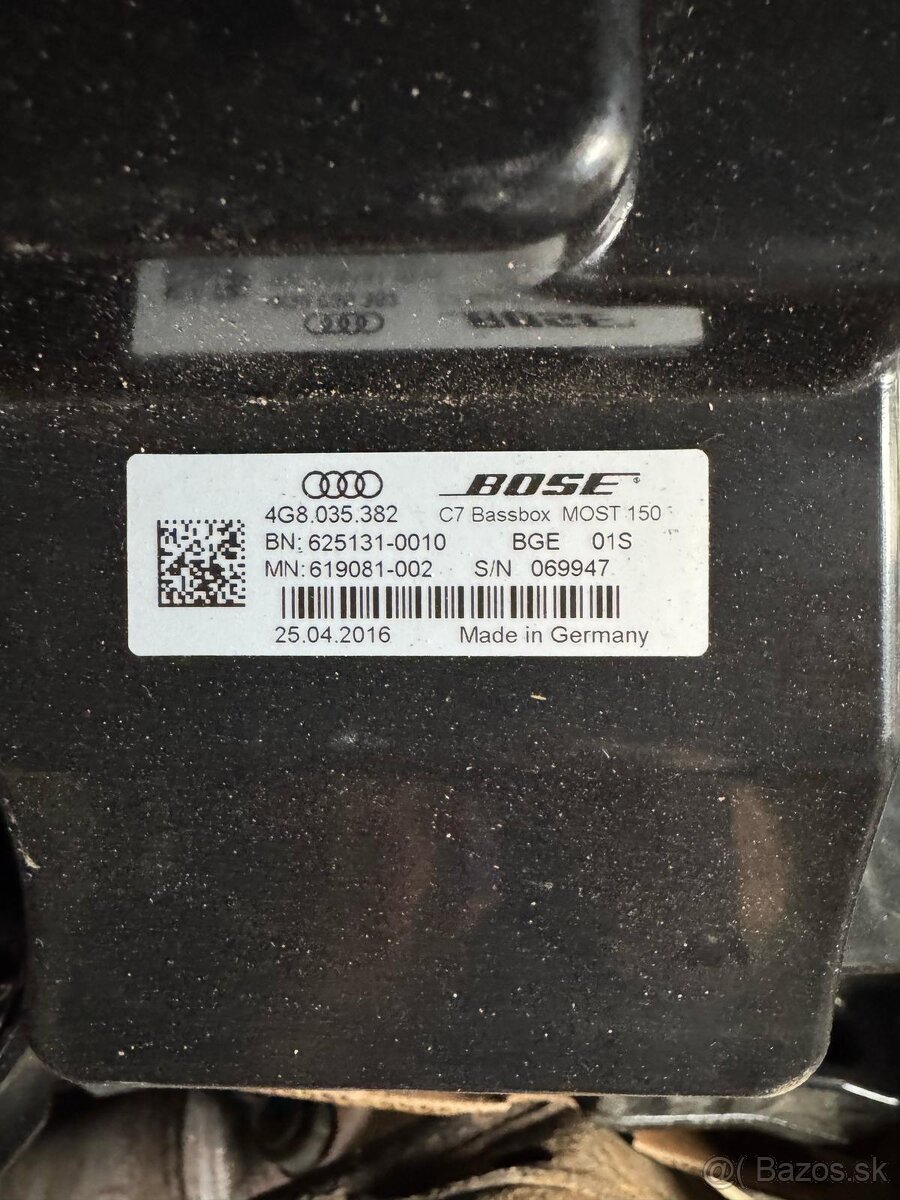 BOSE
4G8.035.382 C7 Bassbox MOST 150
BN: 625131-0010 BGE 01S
MN:619081-002 S/N 069947
25.04.2016 Made in Germany
@( Bazos.sk